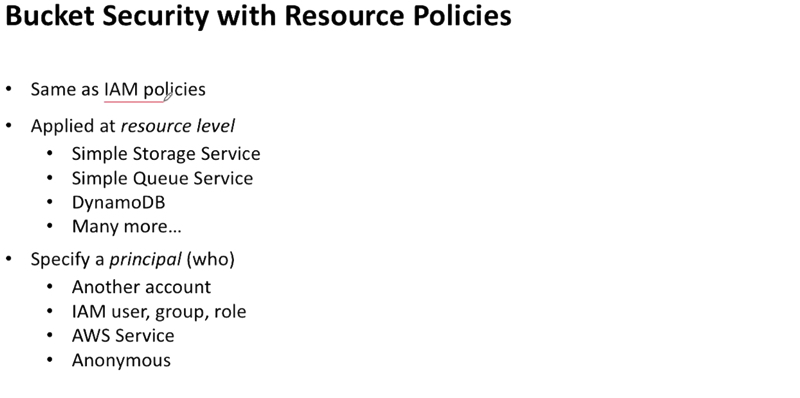 Bucket Security with Resource Policies
• Same as IAM policies
• Applied at resource level
• Simple Storage Service
• Simple Queue Service
• DynamoDB
• Many more...
• Specify a principal (who)
• Another account
• IAM user, group, role
• AWS Service
• Anonymous